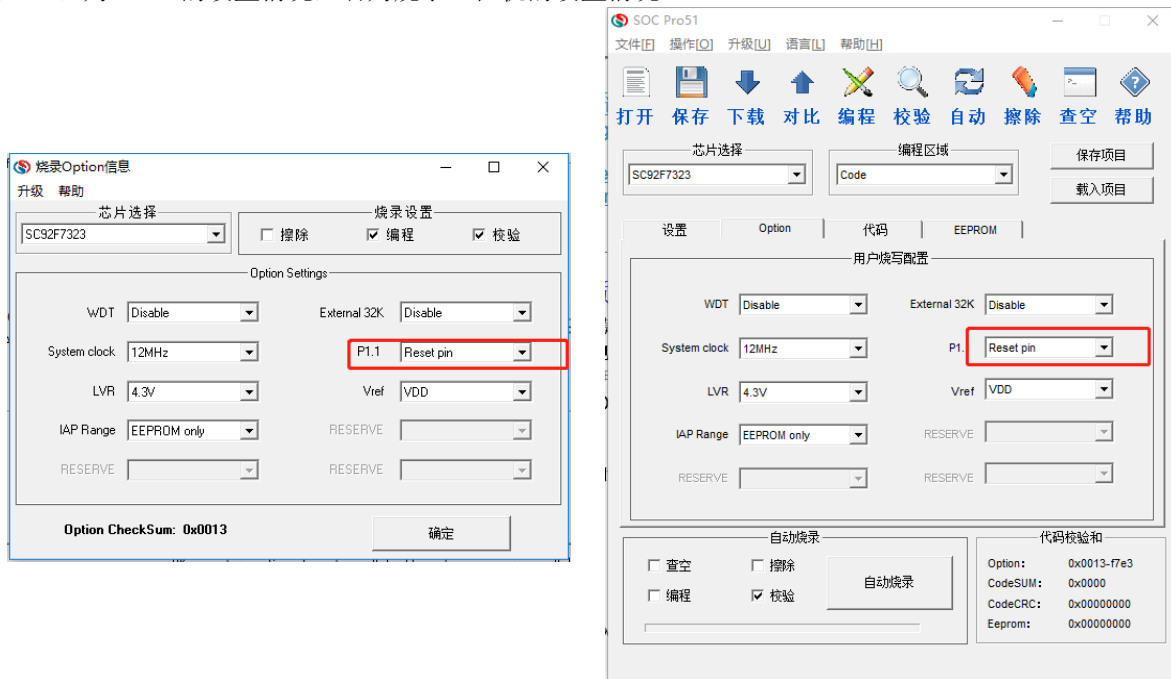 烧录Option信息
升级 帮助
芯片选择
SC92F7323
烧录设置
擦除 编程 校验
Option Settings
WDT Disable External 32K Disable
System clock 12MHz P1.1 Reset pin
LVR 4.3V Vref VDD
IAP Range EEPROM only RESERVE
RESERVE RESERVE
Option CheckSum: 0x0013 确定
SOC Pro51
文件[F] 操作[O] 升级[U] 语言[L] 帮助[H]
打开 保存 下载 对比 编程 校验 自动 擦除 查空 帮助
芯片选择 编程区域 保存项目
SC92F7323 Code 载入项目
设置 Option 代码 EEPROM
用户烧写配置
WDT Disable External 32K Disable
System clock 12MHz P1. Reset pin
LVR 4.3V Vref VDD
IAP Range EEPROM only RESERVE
RESERVE RESERVE
自动烧录
查空 擦除
编程 校验
自动烧录
代码校验和
Option: 0x0013-f7e3
CodeSUM: 0x0000
CodeCRC: 0x00000000
Eeprom: 0x00000000